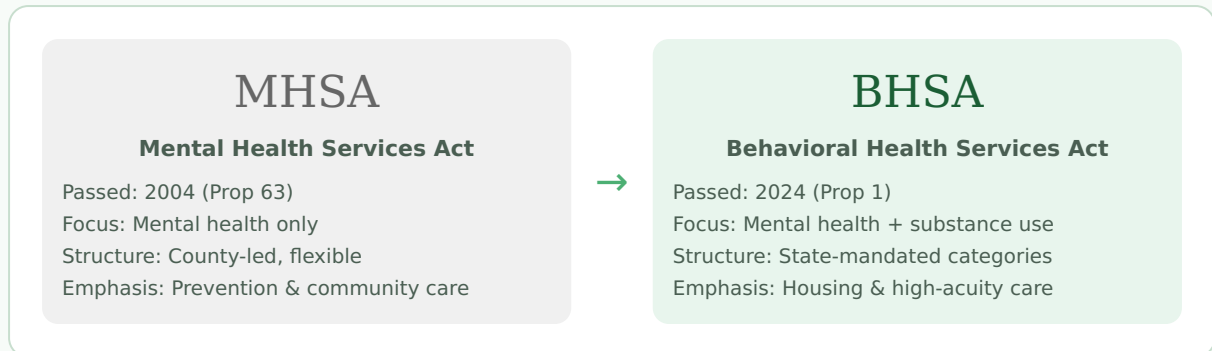 MHSA
Mental Health Services Act
Passed: 2004 (Prop 63)
Focus: Mental health only
Structure: County-led, flexible
Emphasis: Prevention & community care
→
BHSA
Behavioral Health Services Act
Passed: 2024 (Prop 1)
Focus: Mental health + substance use
Structure: State-mandated categories
Emphasis: Housing & high-acuity care